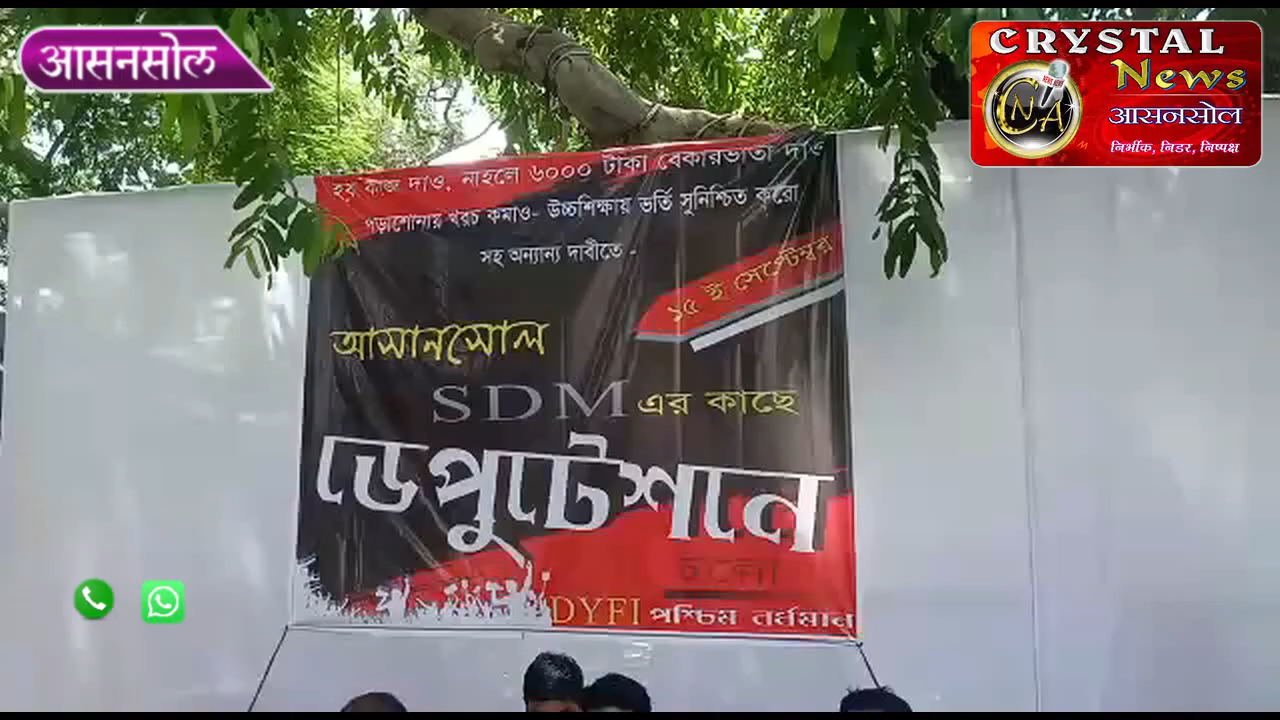 आसनसोल
CRYSTAL
News
CNA
आसनसोल
निर्भीक, निडर, निष्पक्ष
হয় কাজ দাও, নাহলে ৬০০০ টাকা বেকারভাতা দাও
পড়াশোনায় খরচ কমাও- উচ্চশিক্ষায় ভর্তি সুনিশ্চিত করো
সহ অন্যান্য দাবীতে -
১৫ ই সেপ্টেম্বর
আসানসোল
SDM এর কাছে
ডেপুটেশনে
চলো
DYFI পশ্চিম বর্ধমান